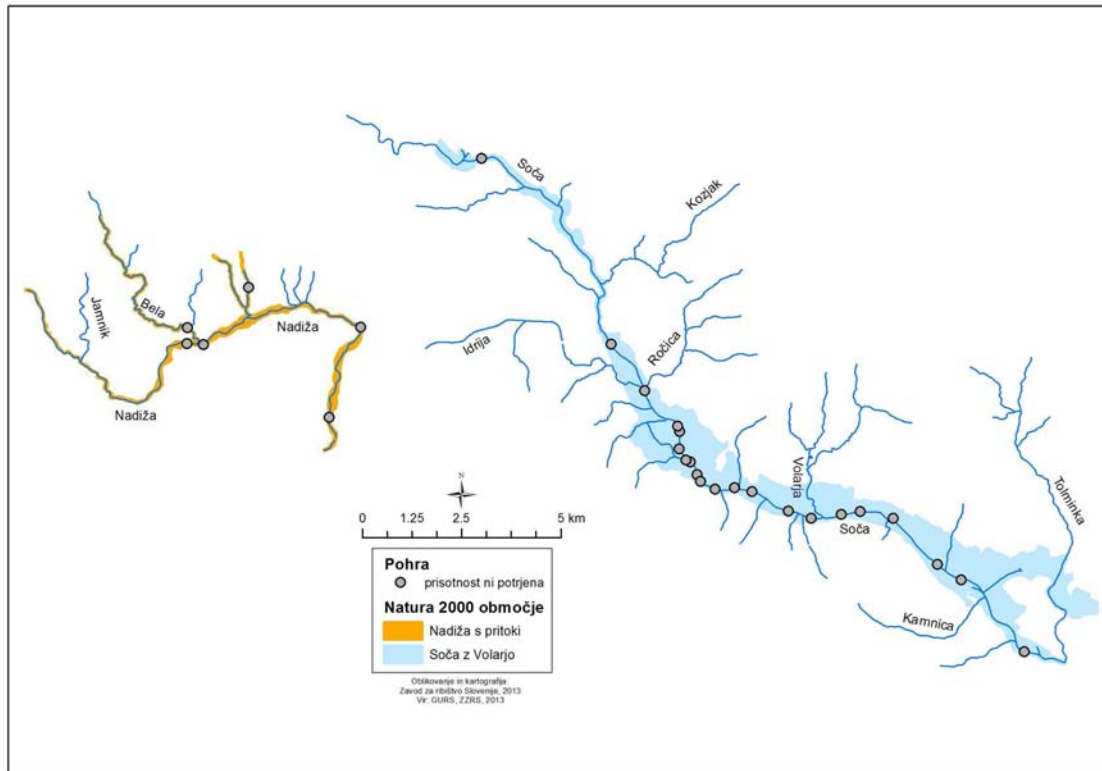 Soča
Kozjak
Jamnik
Bela
Nadiža
Idrija
Ročica
Nadiža
Volarja
Tolminka
Soča
N
0 1.25 2.5 5 km
Kamnica
Pohra
prisotnost ni potrjena
Natura 2000 območje
Nadiža s pritoki
Soča z Volarjo
Oblikovanje in kartografija:
Zavod za ribištvo Slovenije, 2013
Vir: GURS, ZZRS, 2013